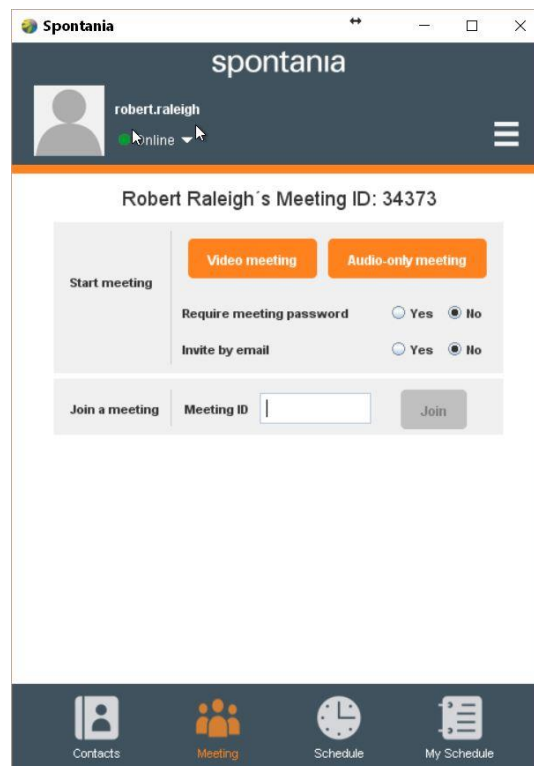 Spontania
spontania
robert.raleigh
Online
Robert Raleigh´s Meeting ID: 34373
Start meeting
Video meeting Audio-only meeting
Require meeting password Yes No
Invite by email Yes No
Join a meeting Meeting ID Join
Contacts Meeting Schedule My Schedule